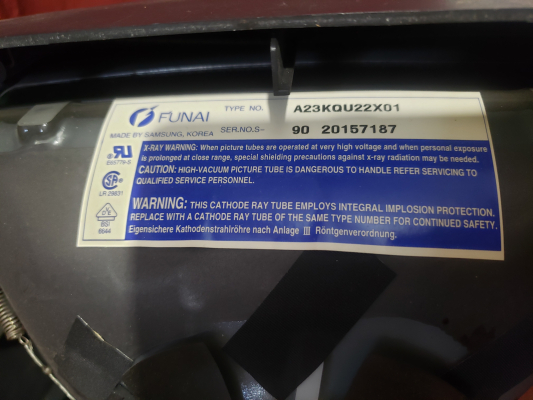 FUNAI
TYPE NO. A23KQU22X01
MADE BY SAMSUNG, KOREA SER.NO.S- 90 20157187
X-RAY WARNING: When picture tubes are operated at very high voltage and when personal exposure
is prolonged at close range, special shielding precautions against x-ray radiation may be needed.
CAUTION: HIGH-VACUUM PICTURE TUBE IS DANGEROUS TO HANDLE REFER SERVICING TO
QUALIFIED SERVICE PERSONEL.
WARNING: THIS CATHODE RAY TUBE EMPLOYS INTEGRAL IMPLOSION PROTECTION.
REPLACE WITH A CATHODE RAY TUBE OF THE SAME TYPE NUMBER FOR CONTINUED SAFETY.
Eigensichere Kathodenstrahlröhre nach Anlage III Röntgenverordnung.